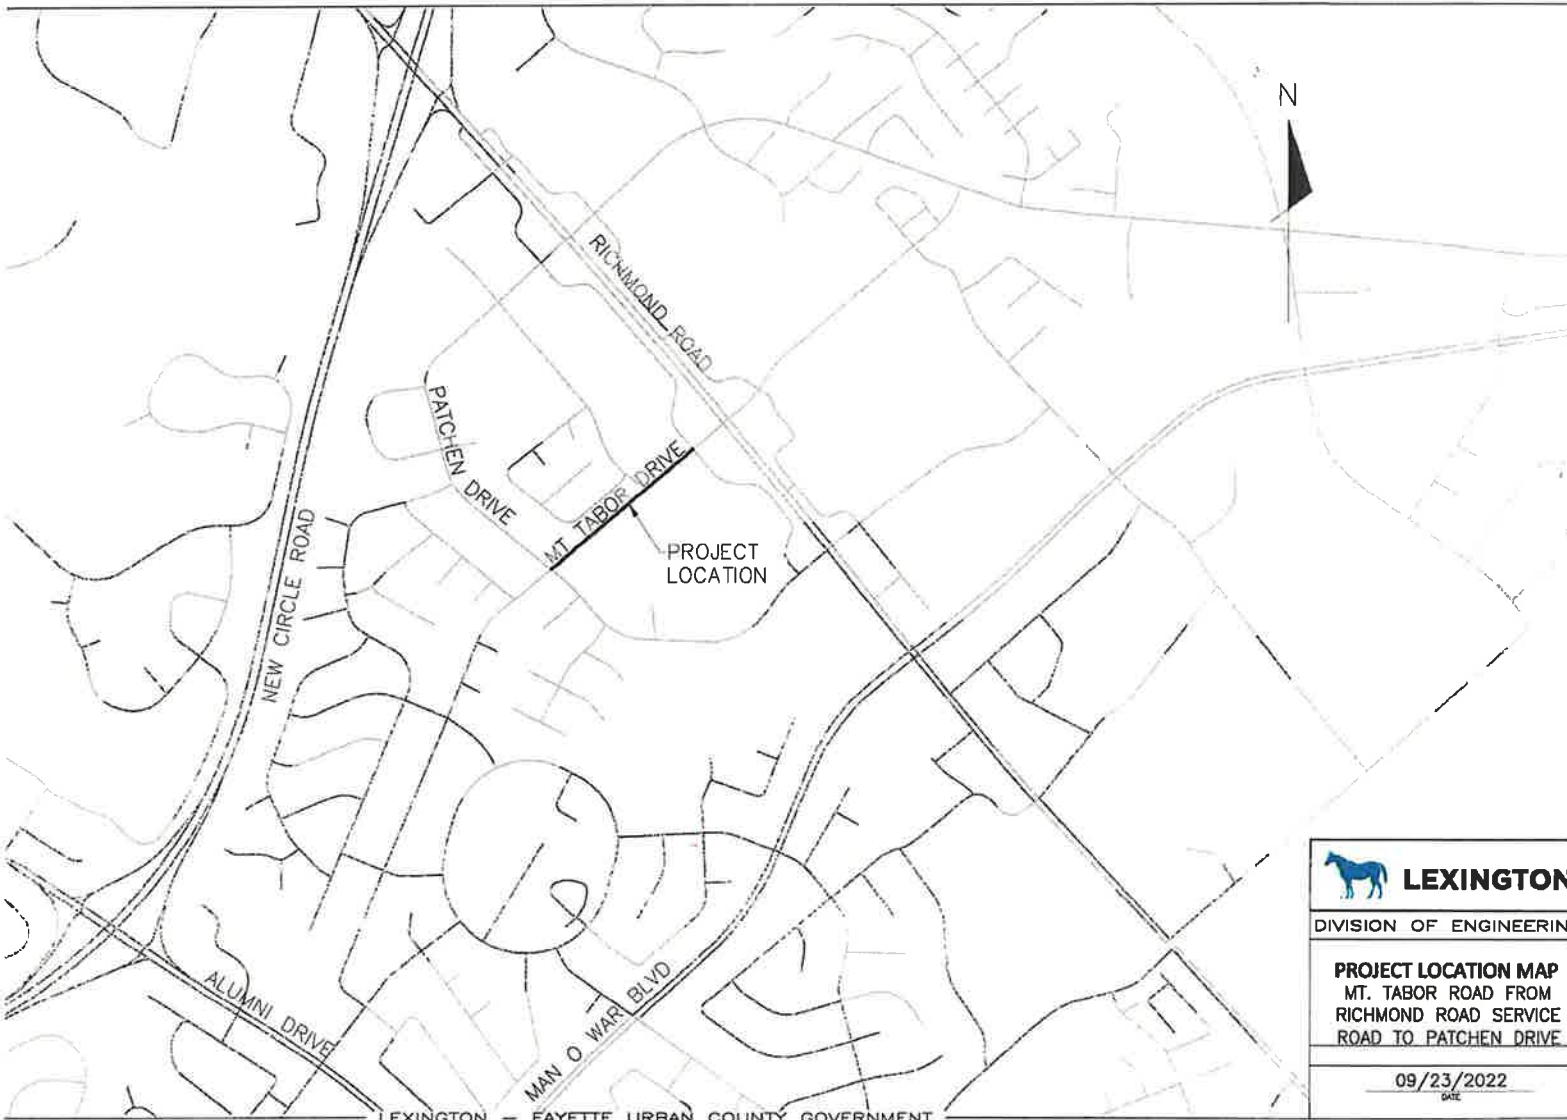 N
RICHMOND ROAD
PATCHEN DRIVE
MT TABOR DRIVE
PROJECT
LOCATION
NEW CIRCLE ROAD
ALUMNI DRIVE
MAN O WAR BLVD
LEXINGTON
DIVISION OF ENGINEERIN
PROJECT LOCATION MAP
MT. TABOR ROAD FROM
RICHMOND ROAD SERVICE
ROAD TO PATCHEN DRIVE
09/23/2022
DATE
LEXINGTON - FAYETTE URBAN COUNTY GOVERNMENT